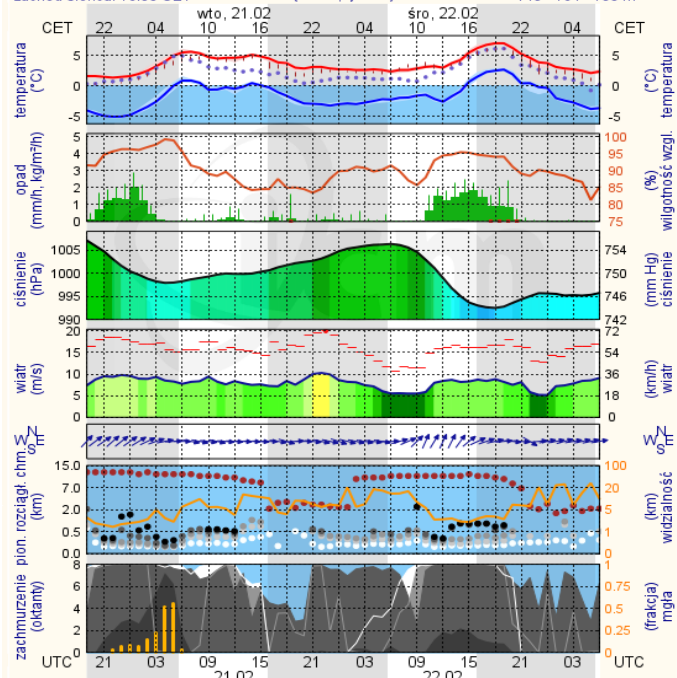 wto, 21.02 śro, 22.02
CET 22 04 10 16 22 04 10 16 22 04 CET
temperatura (°C) 5 0 -5 5 0 -5 temperatura (°C)
opad (mm/h, kg/m²/h) 5 4 3 2 1 0 100 95 90 85 80 75 (%) wilgotność wzgl.
ciśnienie (hPa) 1005 1000 995 990 754 750 746 742 (mm Hg) ciśnienie
wiatr (m/s) 20 15 10 5 0 72 54 36 18 0 (km/h) wiatr
N W E S N W E S
pion. rozciągł. chm. (km) 15.0 7.0 2.0 0.5 0.0 100 20 5 1 0 (km) widzialność
zachmurzenie (oktanty) 8 6 4 2 0 1 0.75 0.5 0.25 0 (frakcja) mgła
UTC 21 03 09 15 21 03 09 15 21 03 UTC
21.02 22.02